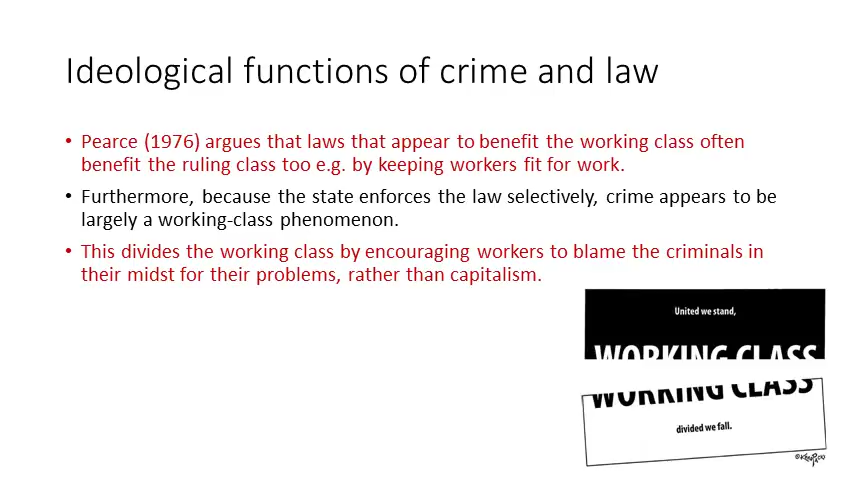 Ideological functions of crime and law
• Pearce (1976) argues that laws that appear to benefit the working class often
benefit the ruling class too e.g. by keeping workers fit for work.
• Furthermore, because the state enforces the law selectively, crime appears to be
largely a working-class phenomenon.
• This divides the working class by encouraging workers to blame the criminals in
their midst for their problems, rather than capitalism.
United we stand,
WORKING CLASS
WORKING CLASS
divided we fall.